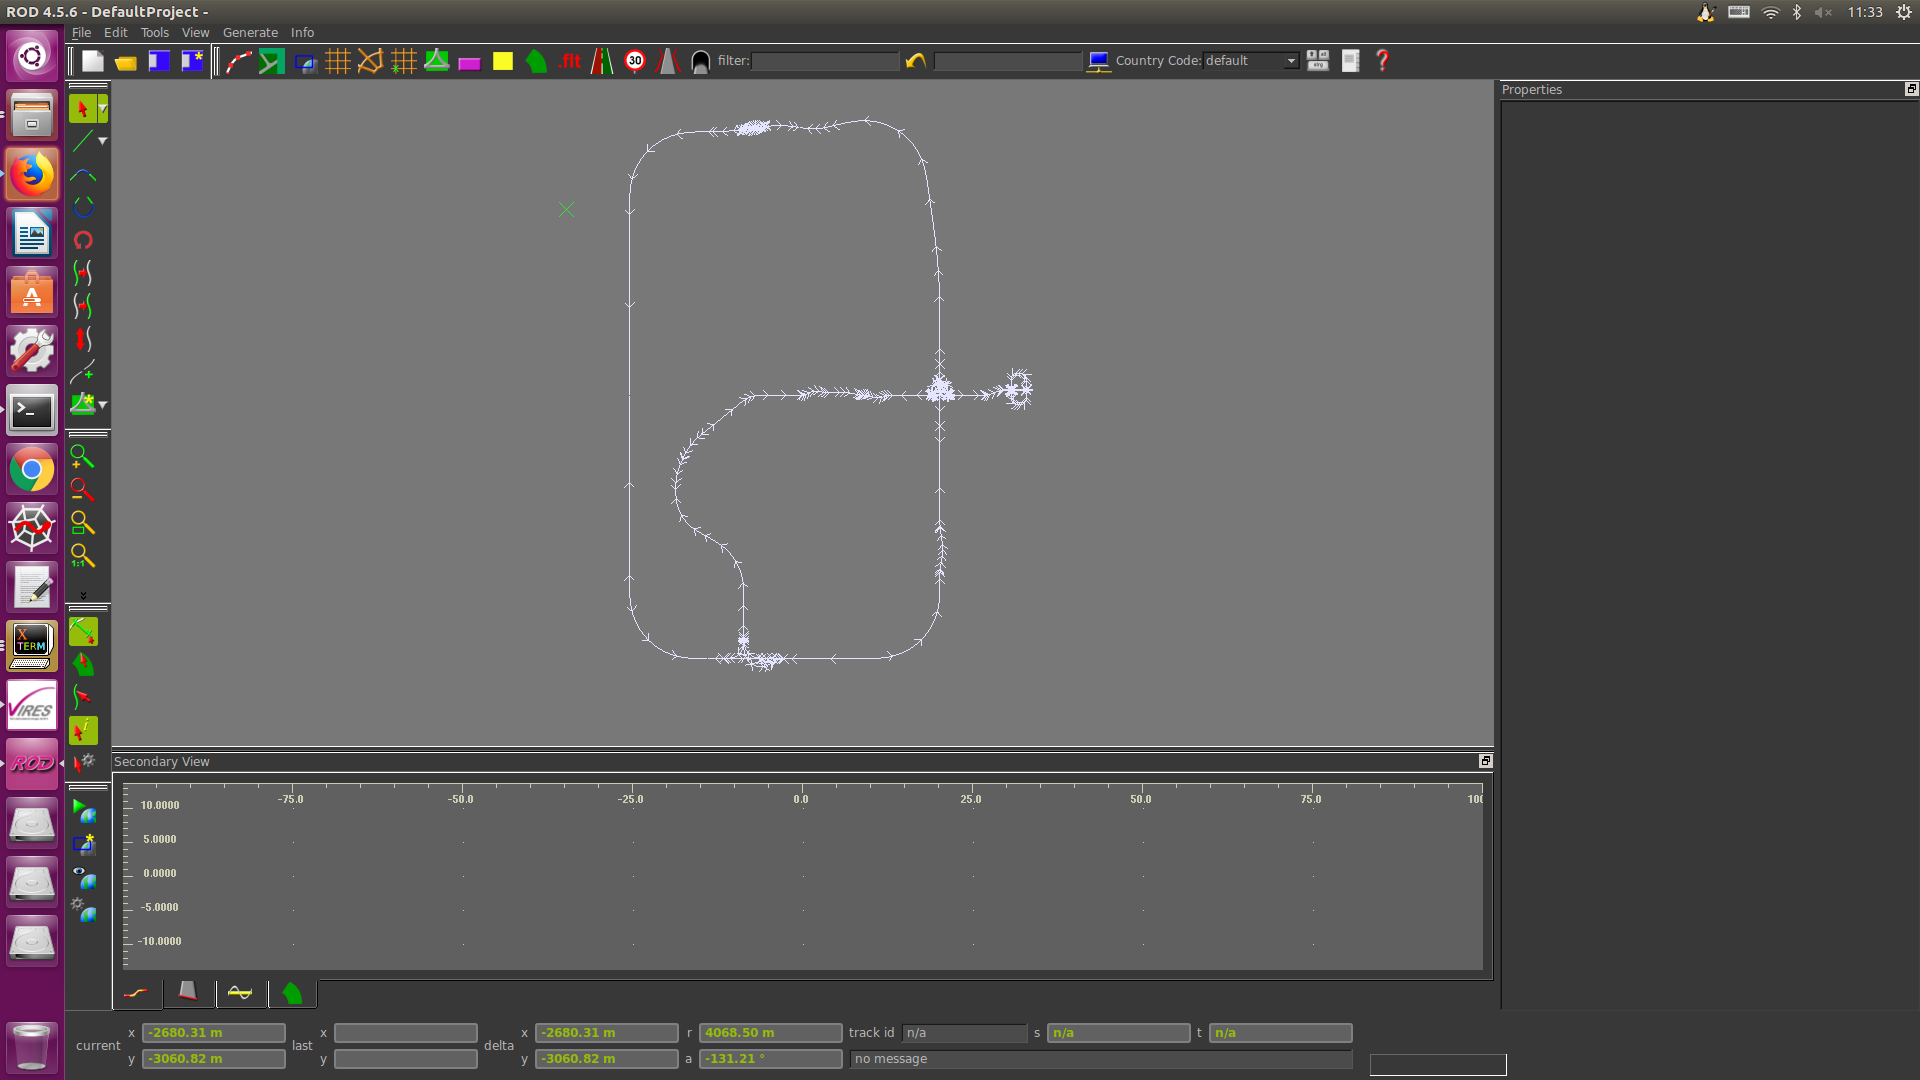 ROD 4.5.6 - DefaultProject -
11:33
File Edit Tools View Generate Info
.flt 30 filter: Country Code: default
Properties
1:1
X TERM
VIRES
ROD
Secondary View
-75.0 -50.0 -25.0 0.0 25.0 50.0 75.0 100
10.0000
5.0000
0.0000
-5.0000
-10.0000
current x -2680.31 m last x delta x -2680.31 m r 4068.50 m track id n/a s n/a t n/a
y -3060.82 m y y -3060.82 m a -131.21 ° no message